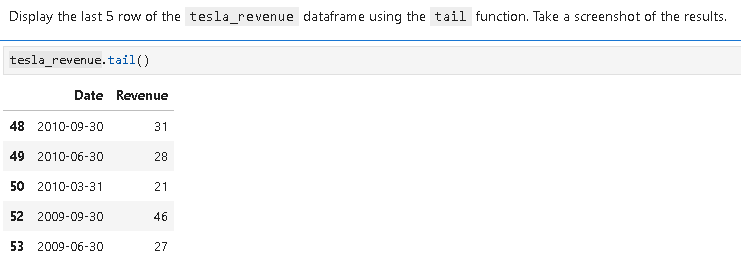 Display the last 5 row of the tesla_revenue dataframe using the tail function. Take a screenshot of the results.
tesla_revenue.tail()
Date Revenue
48 2010-09-30 31
49 2010-06-30 28
50 2010-03-31 21
52 2009-09-30 46
53 2009-06-30 27